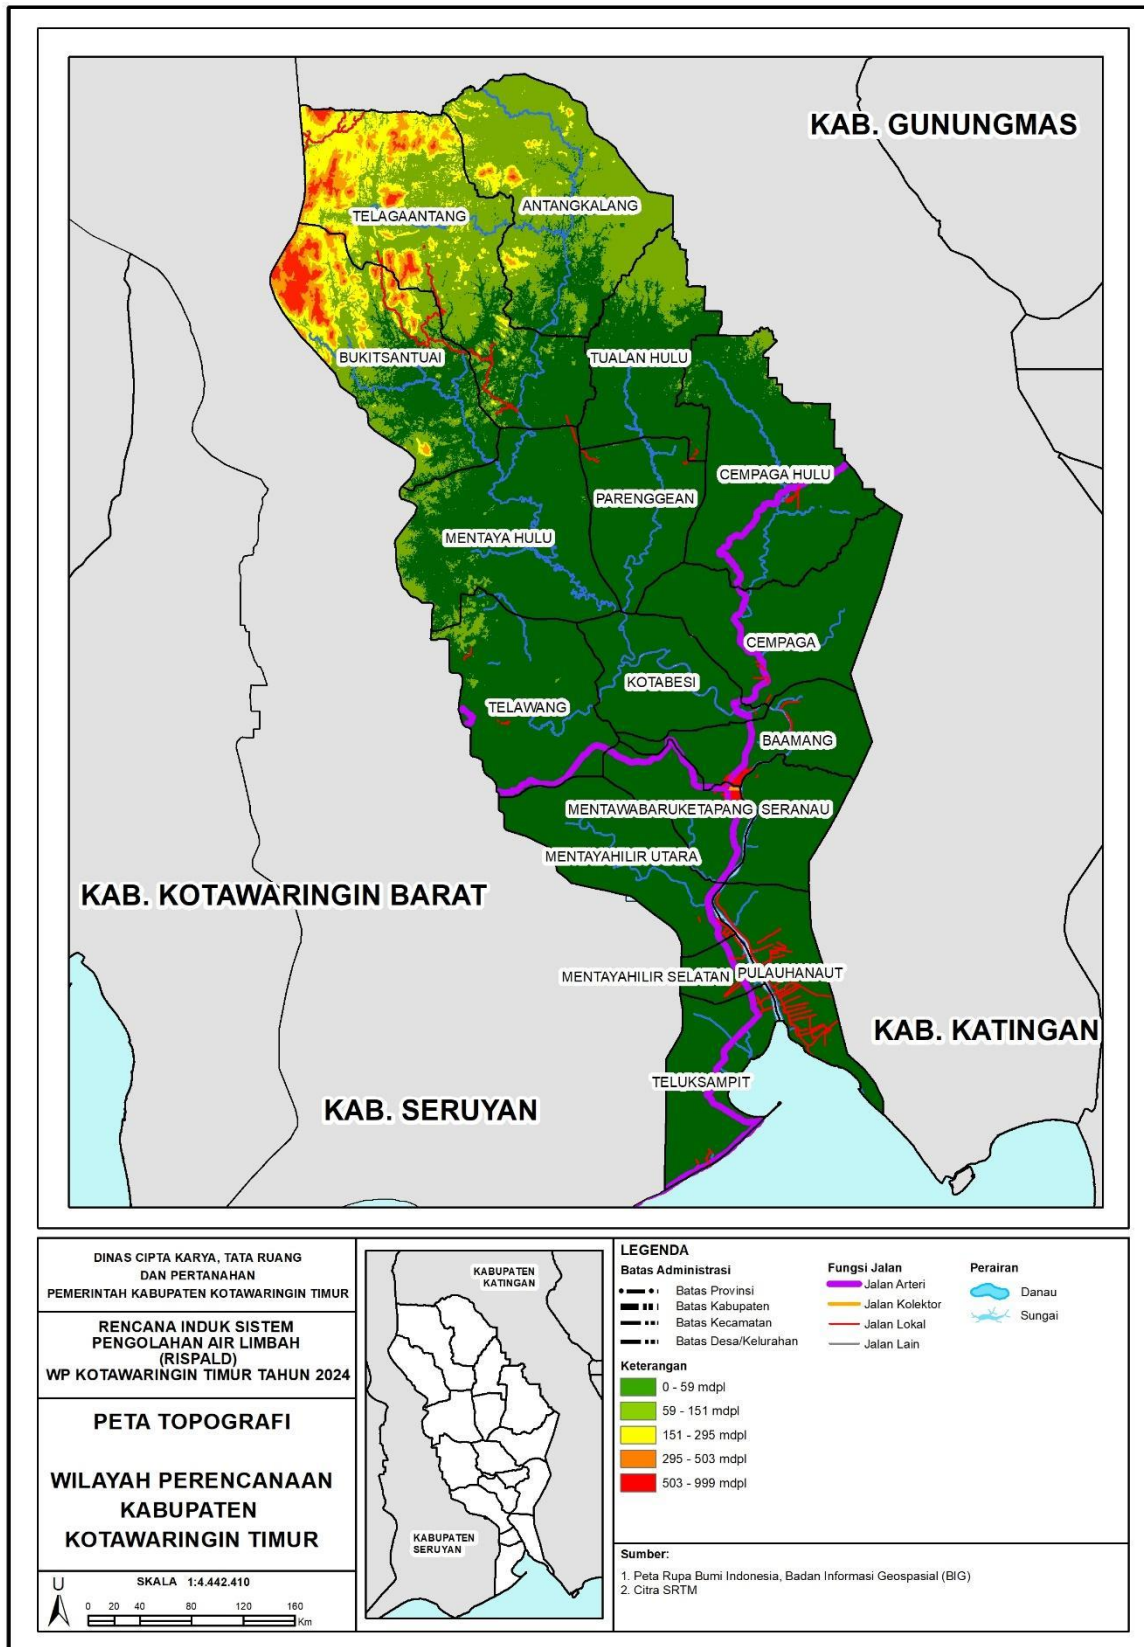 KAB. GUNUNGMAS
ANTANGKALANG
TELAGAANTANG
BUKITSANTUAI
TUALAN HULU
CEMPAGA HULU
PARENGGEAN
MENTAYA HULU
CEMPAGA
KOTABESI
TELAWANG
BAAMANG
MENTAWABARUKETAPANG
SERANAU
MENTAYAHILIR UTARA
KAB. KOTAWARINGIN BARAT
MENTAYAHILIR SELATAN
PULAUHANAUT
KAB. KATINGAN
TELUKSAMPIT
KAB. SERUYAN
DINAS CIPTA KARYA, TATA RUANG
DAN PERTANAHAN
PEMERINTAH KABUPATEN KOTAWARINGIN TIMUR
RENCANA INDUK SISTEM
PENGOLAHAN AIR LIMBAH
(RISPALD)
WP KOTAWARINGIN TIMUR TAHUN 2024
PETA TOPOGRAFI
WILAYAH PERENCANAAN
KABUPATEN
KOTAWARINGIN TIMUR
U
SKALA 1:4.442.410
0 20 40 80 120 160
Km
KABUPATEN
KATINGAN
KABUPATEN
SERUYAN
LEGENDA
Batas Administrasi
Batas Provinsi
Batas Kabupaten
Batas Kecamatan
Batas Desa/Kelurahan
Fungsi Jalan
Jalan Arteri
Jalan Kolektor
Jalan Lokal
Jalan Lain
Perairan
Danau
Sungai
Keterangan
0 - 59 mdpl
59 - 151 mdpl
151 - 295 mdpl
295 - 503 mdpl
503 - 999 mdpl
Sumber:
1. Peta Rupa Bumi Indonesia, Badan Informasi Geospasial (BIG)
2. Citra SRTM